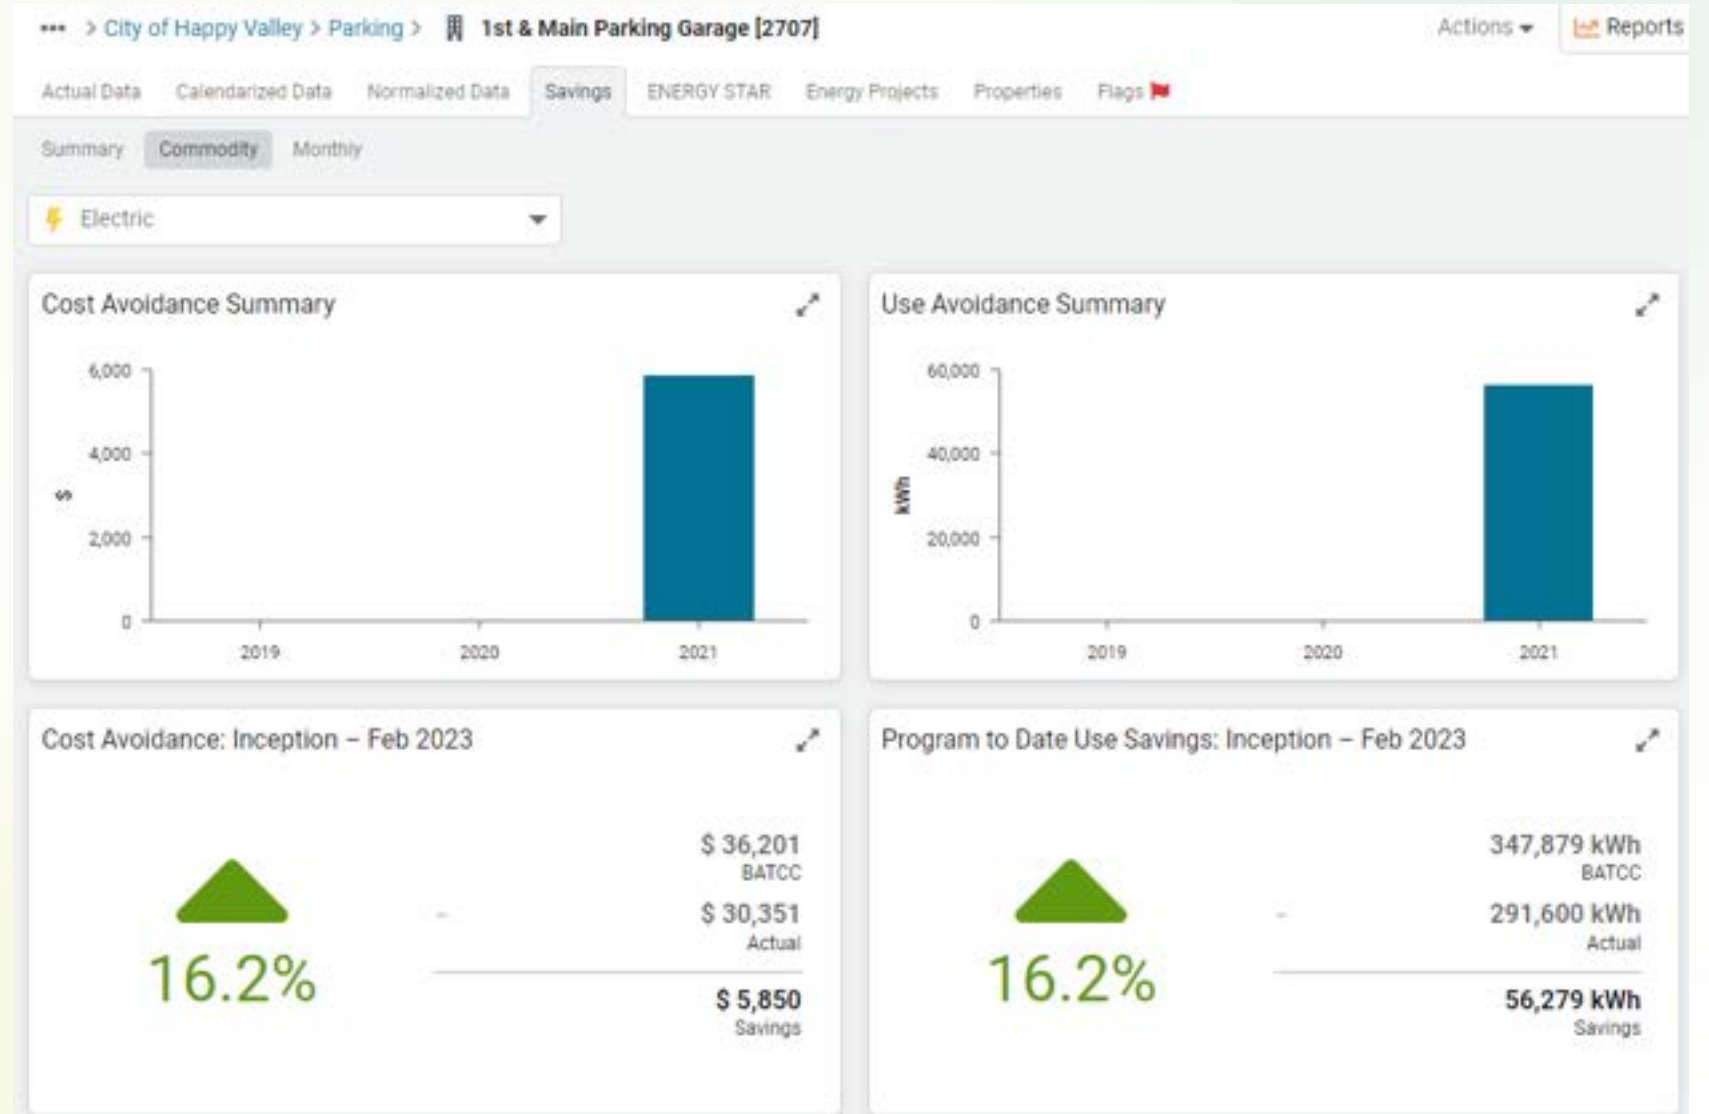 ••• > City of Happy Valley > Parking > 1st & Main Parking Garage [2707]
Actions
Reports
Actual Data Calendarized Data Normalized Data Savings ENERGY STAR Energy Projects Properties Flags
Summary Commodity Monthly
Electric
Cost Avoidance Summary
6,000
4,000
$
2,000
0
2019 2020 2021
Use Avoidance Summary
60,000
40,000
kWh
20,000
0
2019 2020 2021
Cost Avoidance: Inception – Feb 2023
16.2%
$ 36,201
BATCC
-
$ 30,351
Actual
$ 5,850
Savings
Program to Date Use Savings: Inception – Feb 2023
16.2%
347,879 kWh
BATCC
-
291,600 kWh
Actual
56,279 kWh
Savings